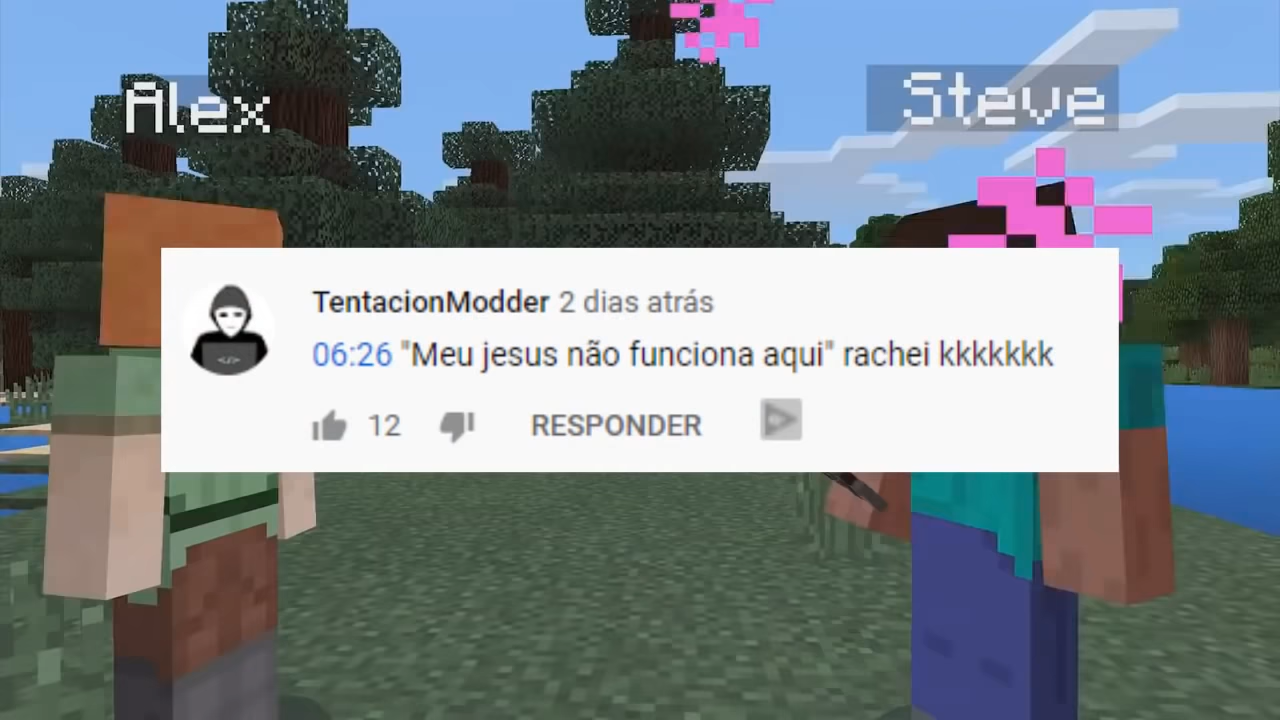 Alex
Steve
TentacionModder 2 dias atrás
06:26 "Meu jesus não funciona aqui" rachei kkkkkkk
12
RESPONDER